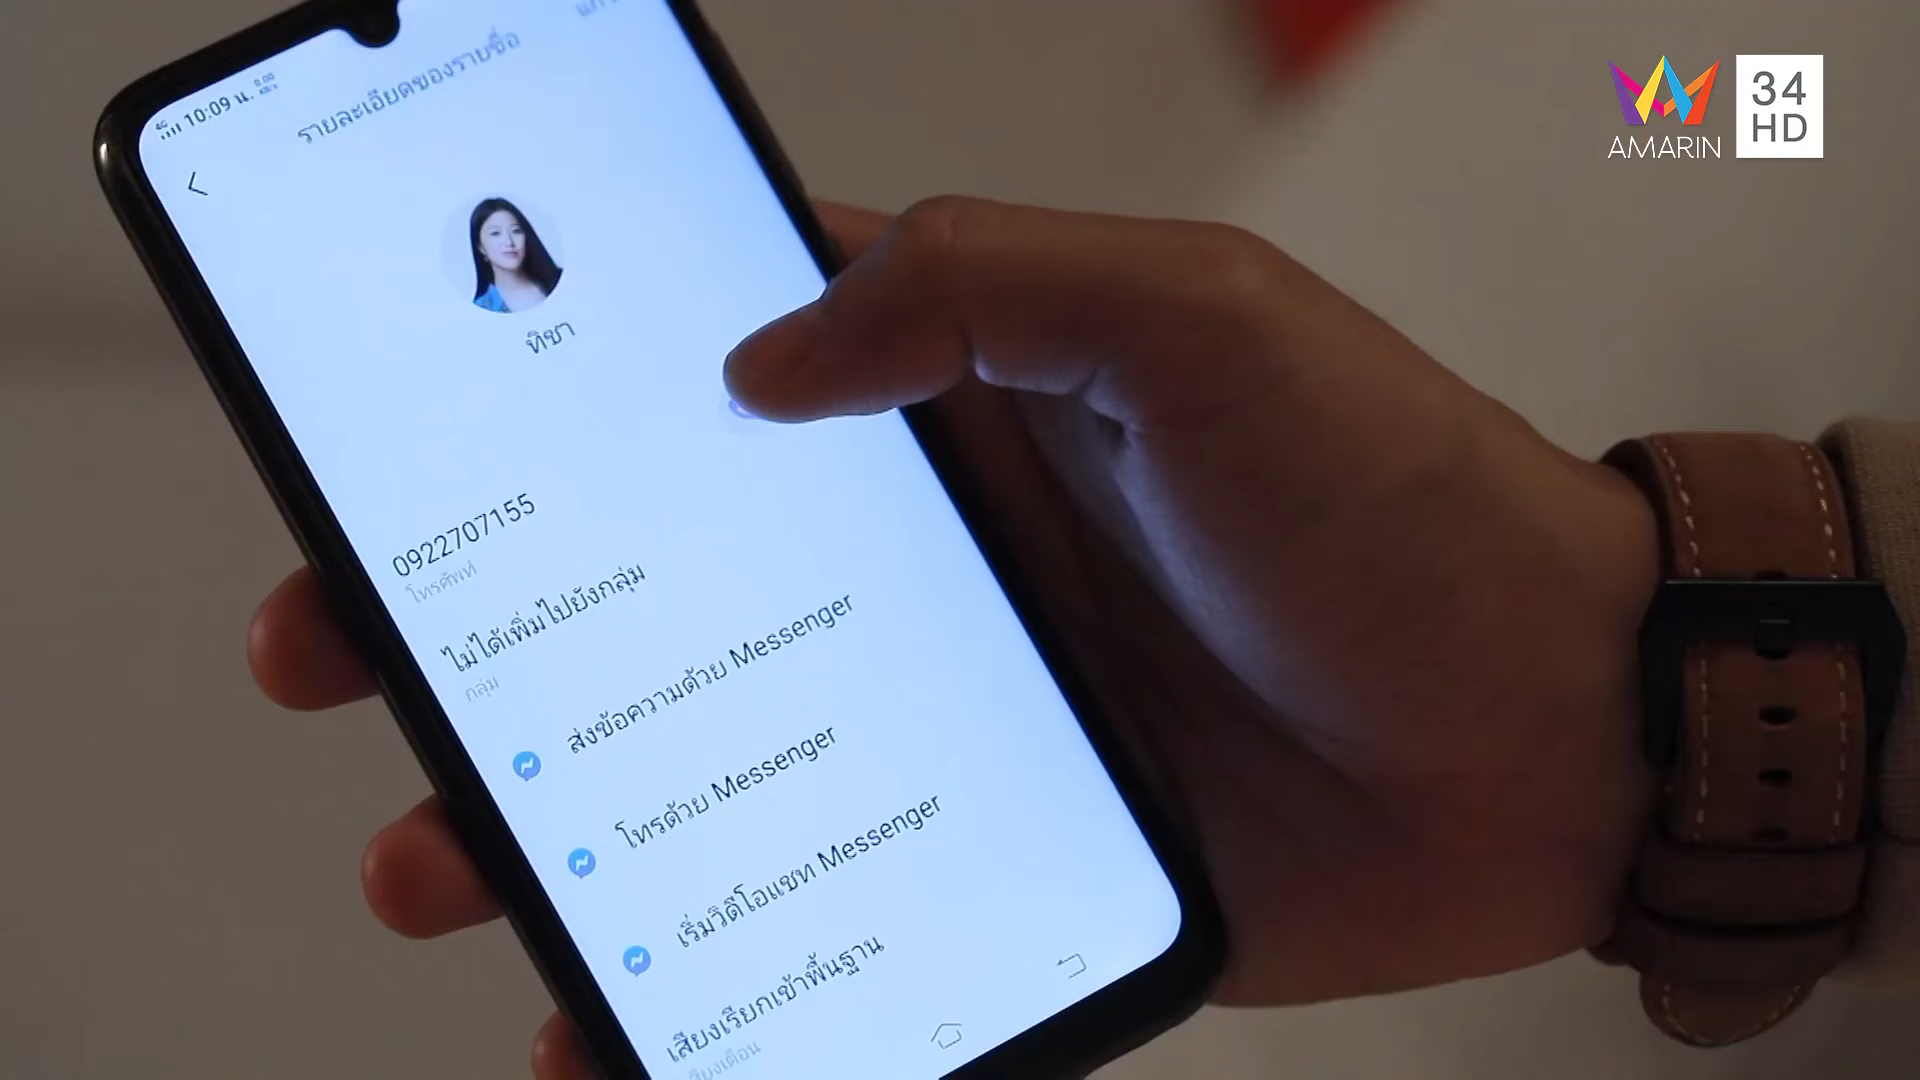 10:09 น.
รายละเอียดของรายชื่อ
ทิชา
0922707155
โทรศัพท์
ไม่ได้เพิ่มไปยังกลุ่ม
กลุ่ม
ส่งข้อความด้วย Messenger
โทรด้วย Messenger
เริ่มวิดีโอแชท Messenger
เสียงเรียกเข้าพื้นฐาน
AMARIN
34
HD